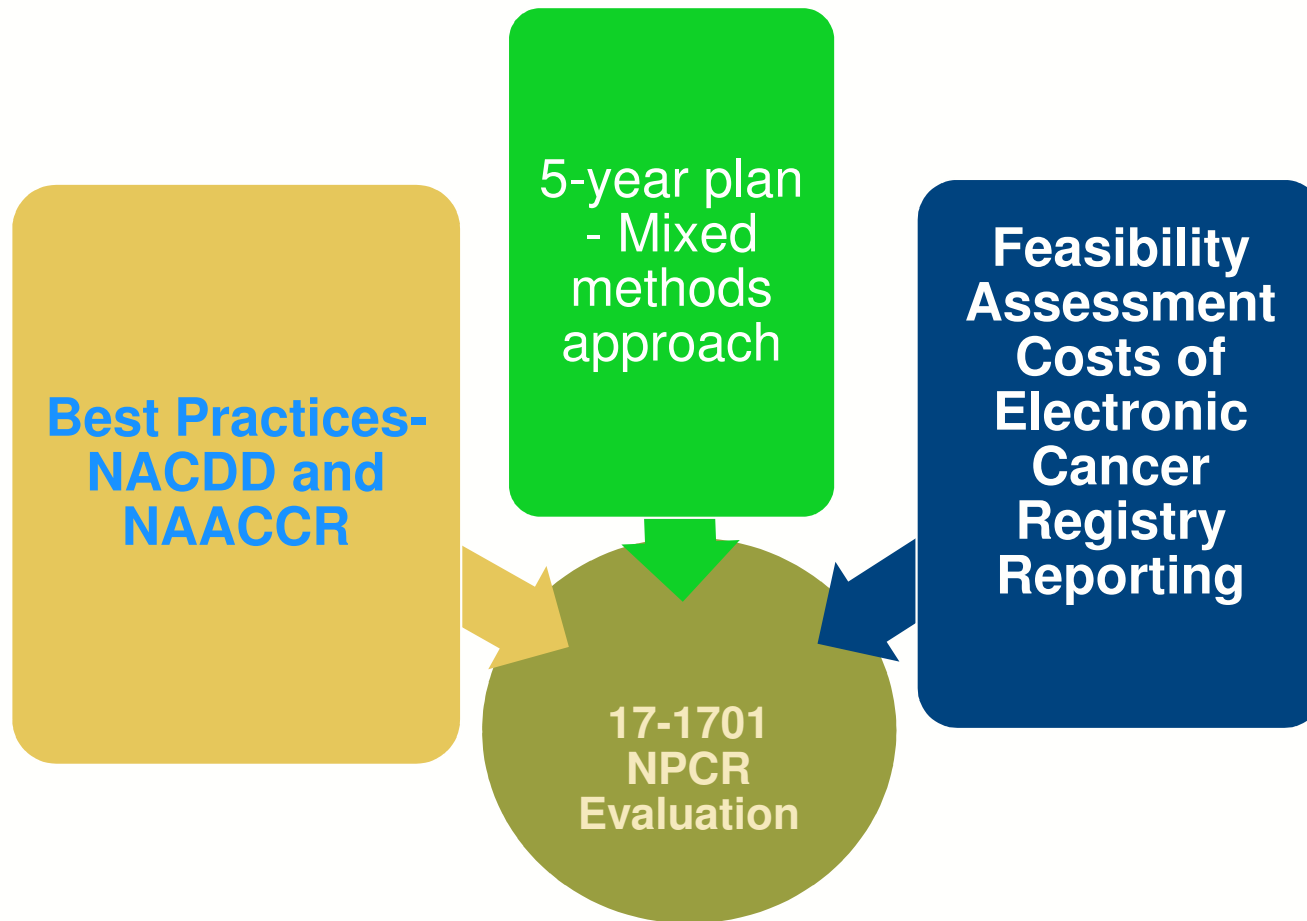 Best Practices-
NACDD and
NAACCR
5-year plan
- Mixed
methods
approach
Feasibility
Assessment
Costs of
Electronic
Cancer
Registry
Reporting
17-1701
NPCR
Evaluation